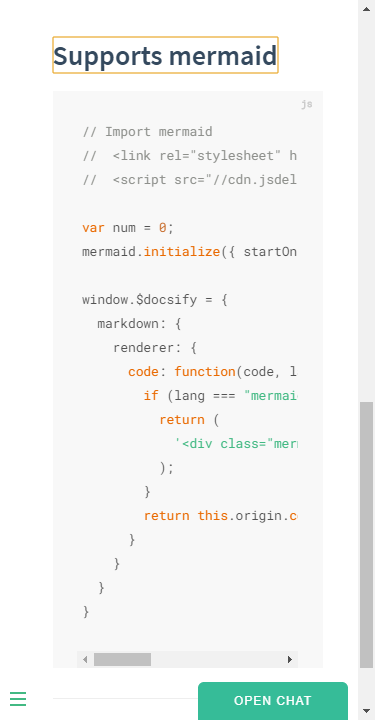 Supports mermaid
js
// Import mermaid
//  <link rel="stylesheet" h
//  <script src="//cdn.jsdel

var num = 0;
mermaid.initialize({ startOn

window.$docsify = {
  markdown: {
    renderer: {
      code: function(code, l
        if (lang === "mermai
          return (
            '<div class="mer
          );
        }
        return this.origin.c
      }
    }
  }
}
OPEN CHAT